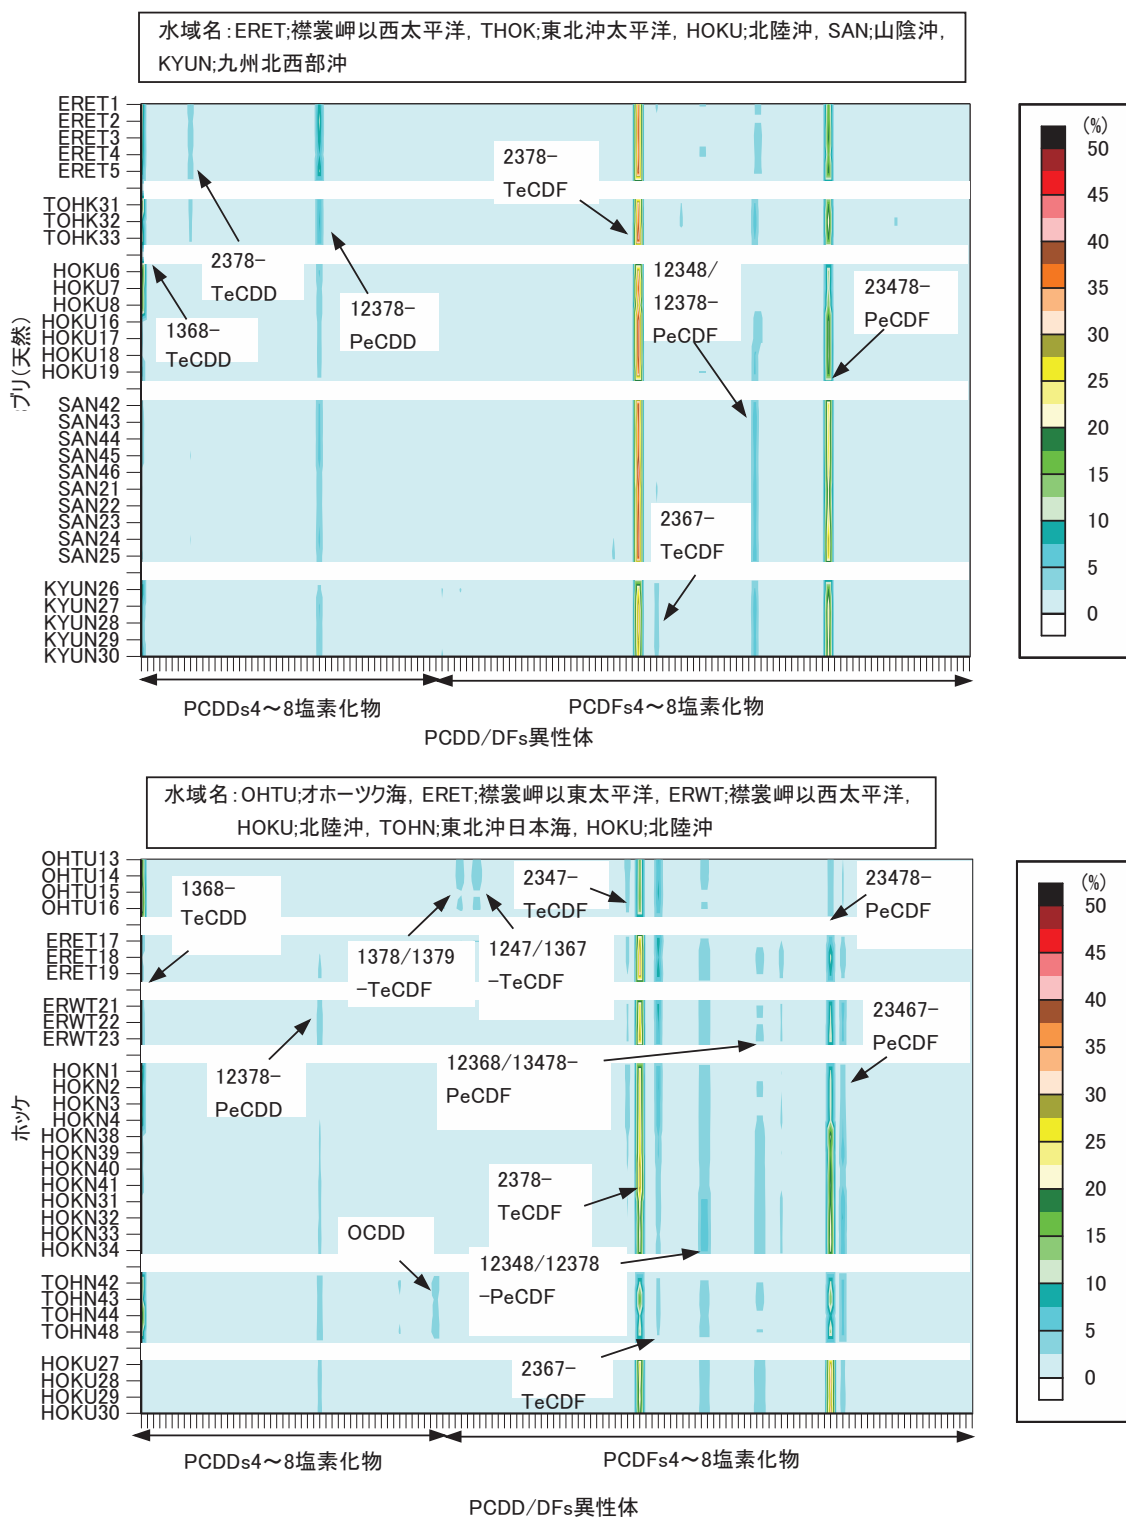 水域名:ERET;襟裳岬以西太平洋, THOK;東北沖太平洋, HOKU;北陸沖, SAN;山陰沖,
KYUN;九州北西部沖
ERET1
ERET2
ERET3
ERET4
ERET5
TOHK31
TOHK32
TOHK33
HOKU6
HOKU7
HOKU8
HOKU16
HOKU17
HOKU18
HOKU19
SAN42
SAN43
SAN44
SAN45
SAN46
SAN21
SAN22
SAN23
SAN24
SAN25
KYUN26
KYUN27
KYUN28
KYUN29
KYUN30
ブリ(天然)
2378-
TeCDF
2378-
TeCDD
1368-
TeCDD
12378-
PeCDD
12348/
12378-
PeCDF
23478-
PeCDF
2367-
TeCDF
PCDDs4～8塩素化物
PCDFs4～8塩素化物
PCDD/DFs異性体
(%)
50
45
40
35
30
25
20
15
10
5
0
水域名:OHTU;オホーツク海, ERET;襟裳岬以東太平洋, ERWT;襟裳岬以西太平洋,
HOKU;北陸沖, TOHN;東北沖日本海, HOKU;北陸沖
OHTU13
OHTU14
OHTU15
OHTU16
ERET17
ERET18
ERET19
ERWT21
ERWT22
ERWT23
HOKN1
HOKN2
HOKN3
HOKN4
HOKN38
HOKN39
HOKN40
HOKN41
HOKN31
HOKN32
HOKN33
HOKN34
TOHN42
TOHN43
TOHN44
TOHN48
HOKU27
HOKU28
HOKU29
HOKU30
ホッケ
1368-
TeCDD
1378/1379
-TeCDF
1247/1367
-TeCDF
2347-
TeCDF
23478-
PeCDF
12378-
PeCDD
12368/13478-
PeCDF
23467-
PeCDF
2378-
TeCDF
OCDD
12348/12378
-PeCDF
2367-
TeCDF
PCDDs4～8塩素化物
PCDFs4～8塩素化物
PCDD/DFs異性体
(%)
50
45
40
35
30
25
20
15
10
5
0